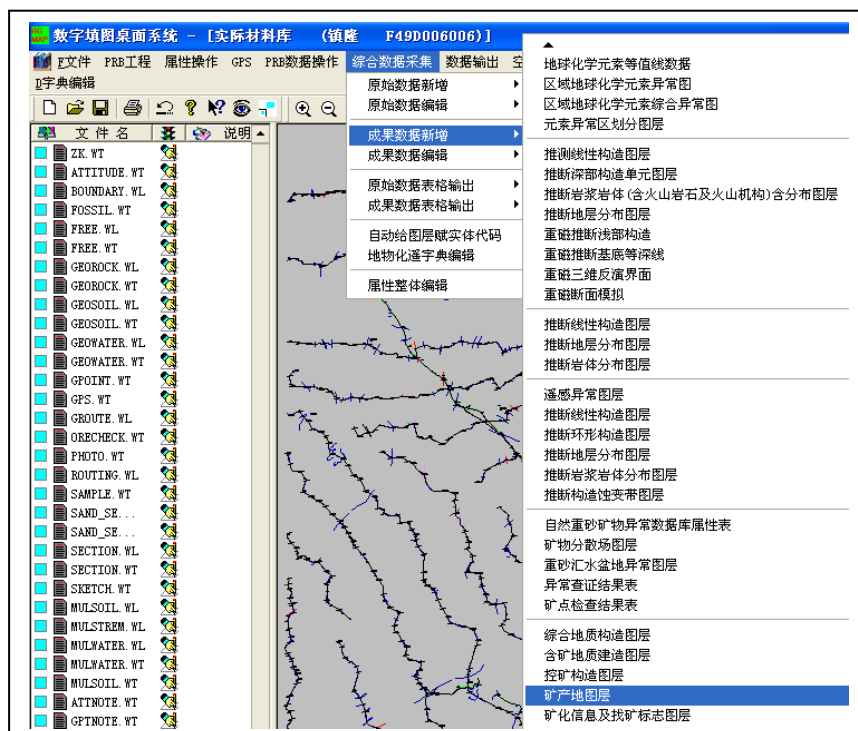 数字填图桌面系统 - [实际材料库 (镇隆 F49D006006)]
F文件 PRB工程 属性操作 GPS PRB数据操作 综合数据采集 数据输出
D字典编辑
文件名 说明
ZK.WT
ATTITUDE.WT
BOUNDARY.WL
FOSSIL.WT
FREE.WL
FREE.WT
GEOROCK.WL
GEOROCK.WT
GEOSOIL.WL
GEOSOIL.WT
GEOWATER.WL
GEOWATER.WT
GPOINT.WT
GPS.WT
GROUTE.WL
ORECHECK.WT
PHOTO.WT
ROUTING.WL
SAMPLE.WT
SAND_SE...
SAND_SE...
SECTION.WL
SECTION.WT
SKETCH.WT
MULSOIL.WL
MULSTREM.WL
MULWATER.WL
MULWATER.WT
MULSOIL.WT
ATTNOTE.WT
GPTNOTE.WT
原始数据新增
原始数据编辑
成果数据新增
成果数据编辑
原始数据表格输出
成果数据表格输出
自动给图层赋实体代码
地物化遥字典编辑
属性整体编辑
地球化学元素等值线数据
区域地球化学元素异常图
区域地球化学元素综合异常图
元素异常区划分图层
推测线性构造图层
推断深部构造单元图层
推断岩浆岩体(含火山岩石及火山机构)含分布图层
推断地层分布图层
重磁推断浅部构造
重磁推断基底等深线
重磁三维反演界面
重磁断面模拟
推断线性构造图层
推断地层分布图层
推断岩体分布图层
遥感异常图层
推断线性构造图层
推断环形构造图层
推断地层分布图层
推断岩浆岩体分布图层
推断构造蚀变带图层
自然重砂矿物异常数据库属性表
矿物分散场图层
重砂汇水盆地异常图层
异常查证结果表
矿点检查结果表
综合地质构造图层
含矿地质建造图层
控矿构造图层
矿产地图层
矿化信息及找矿标志图层